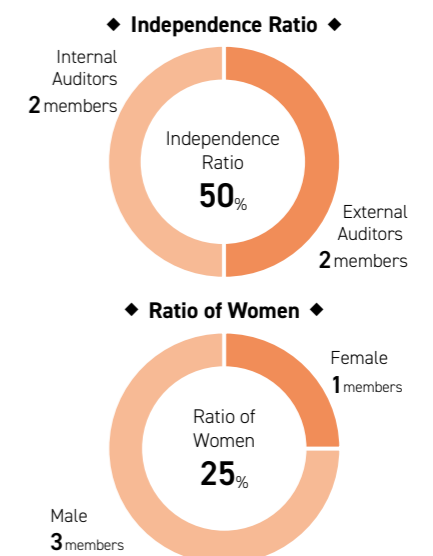 ◆ Independence Ratio ◆
Internal
Auditors
2 members
Independence
Ratio
50%
External
Auditors
2 members
◆ Ratio of Women ◆
Female
1 members
Ratio of
Women
25%
Male
3 members